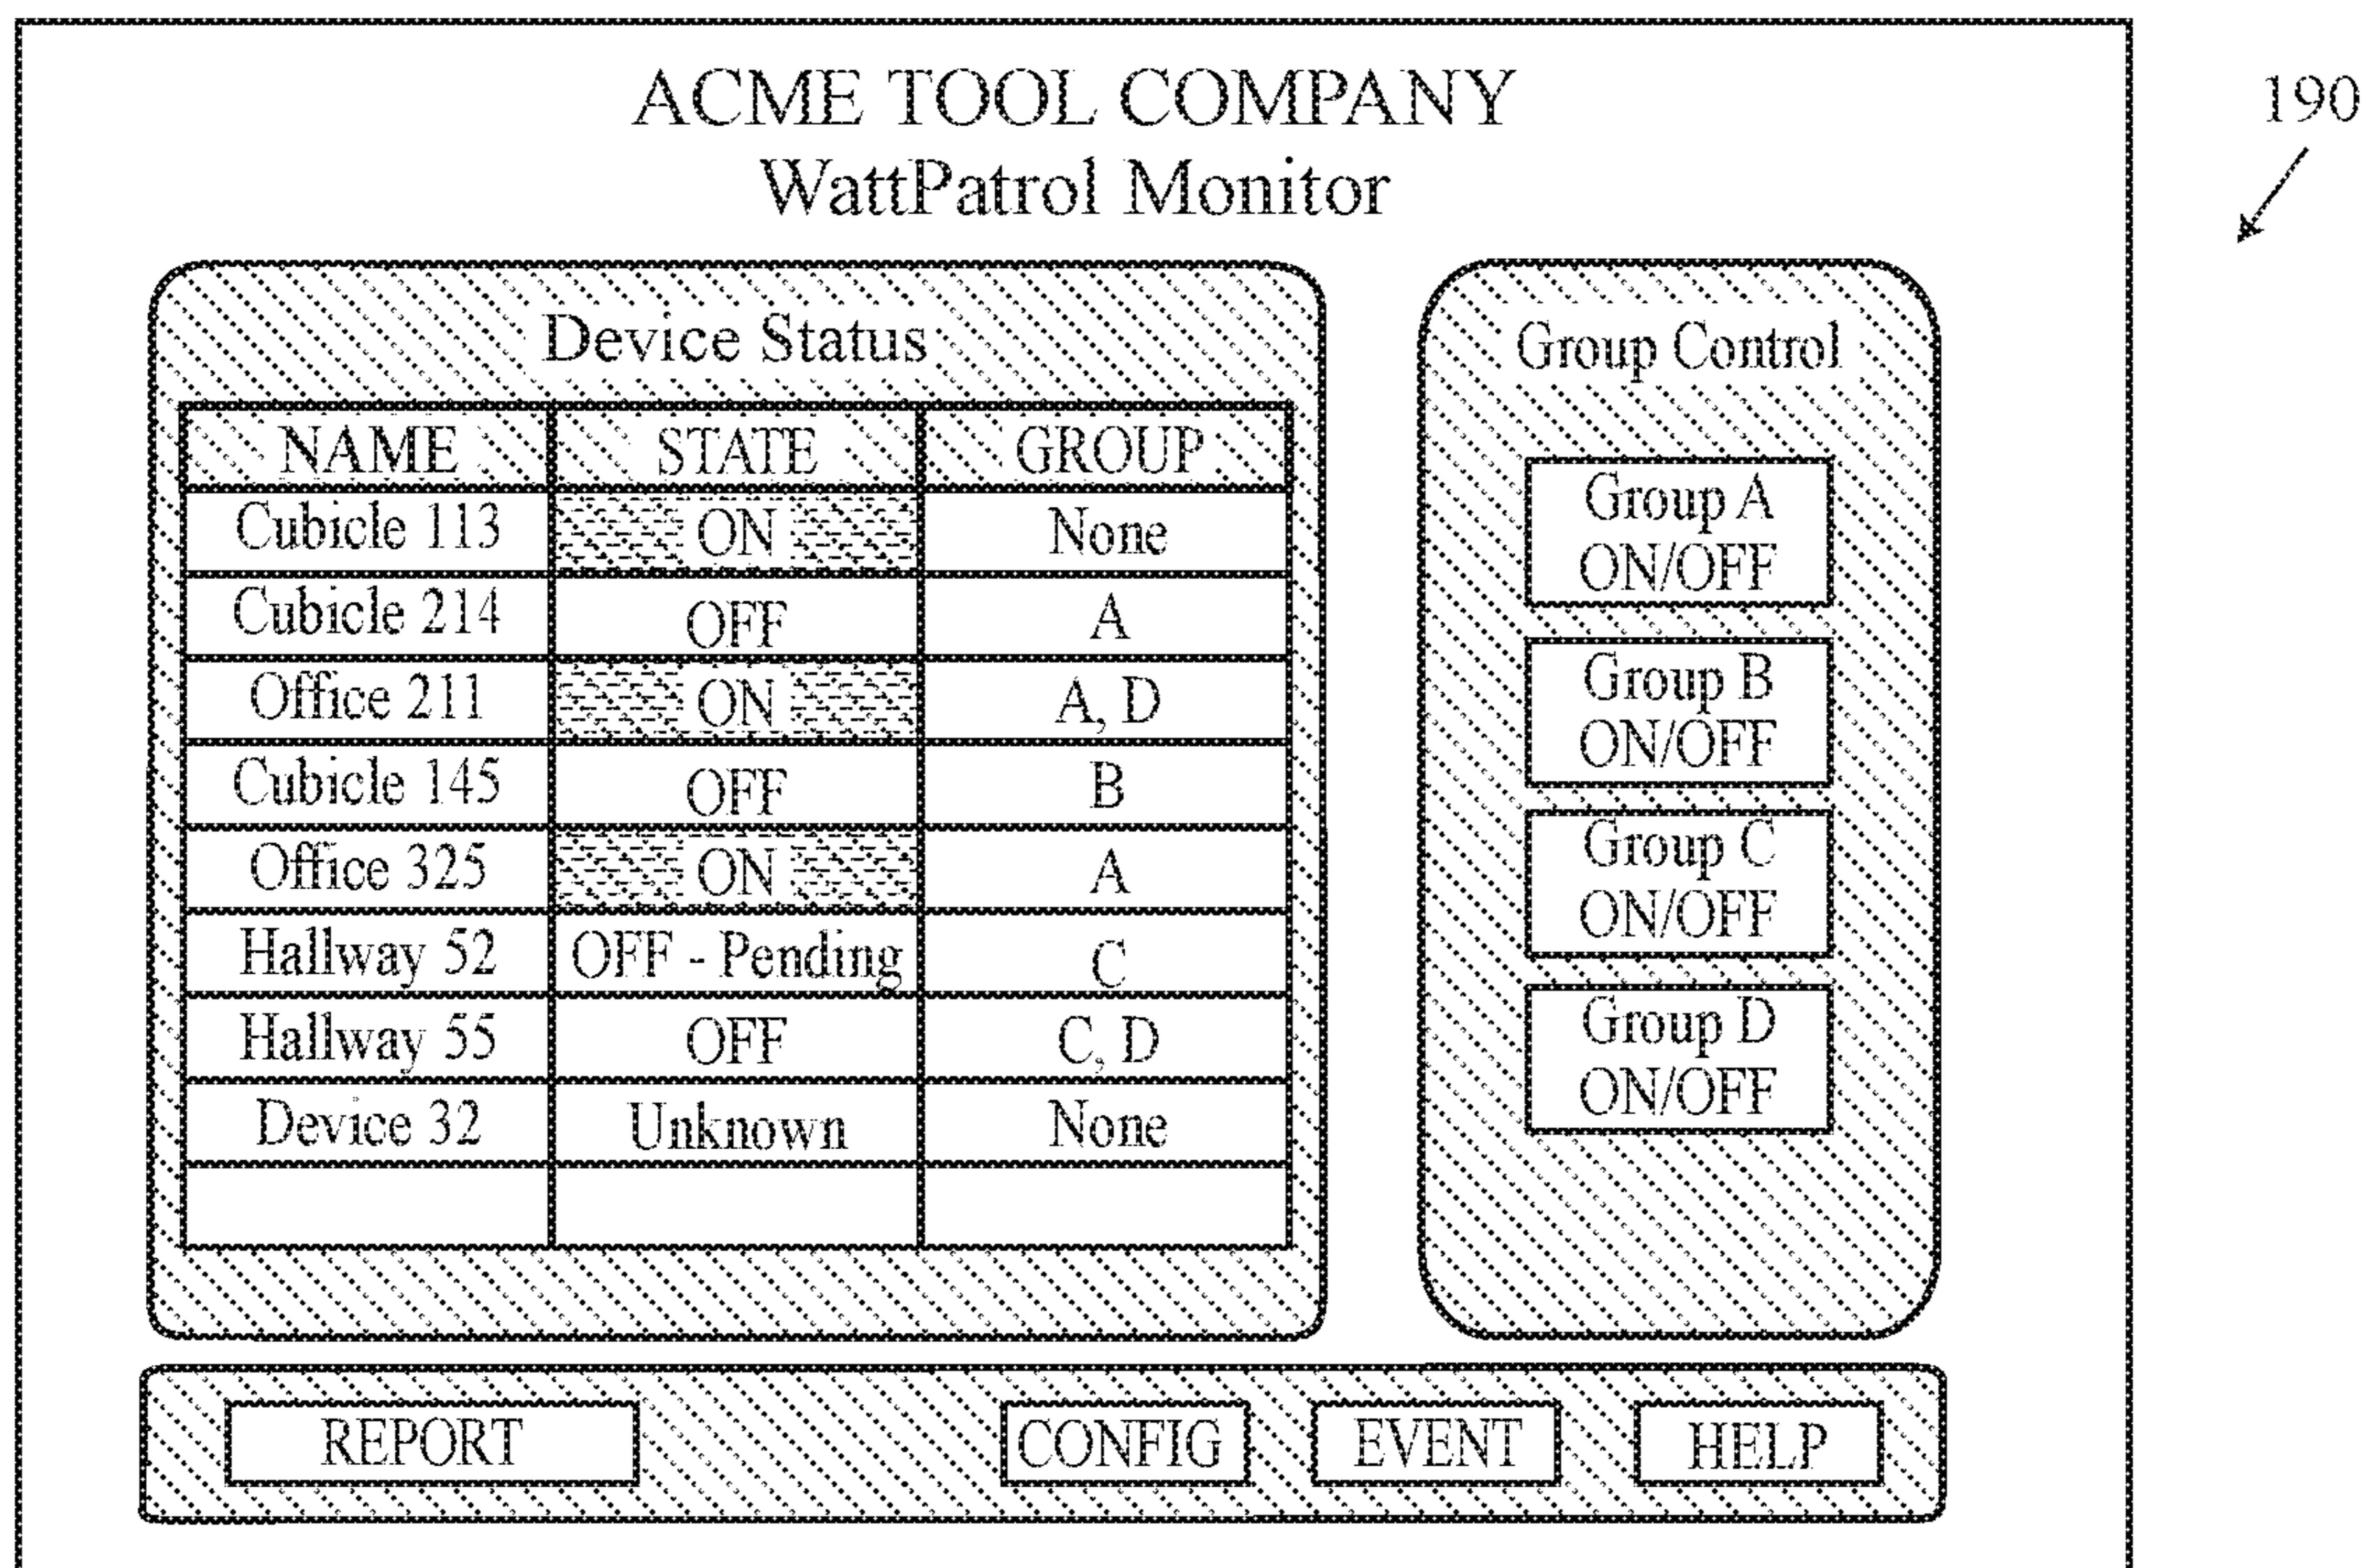 ACME TOOL COMPANY
WattPatrol Monitor
190
Device Status
NAME STATE GROUP
Cubicle 113 ON None
Cubicle 214 OFF A
Office 211 ON A, D
Cubicle 145 OFF B
Office 325 ON A
Hallway 52 OFF - Pending C
Hallway 55 OFF C, D
Device 32 Unknown None
Group Control
Group A
ON/OFF
Group B
ON/OFF
Group C
ON/OFF
Group D
ON/OFF
REPORT CONFIG EVENT HELP